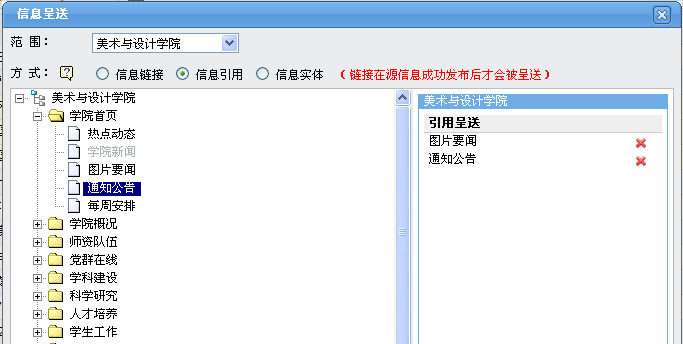 信息呈送
范 围： 美术与设计学院
方 式： 信息链接 信息引用 信息实体 （链接在源信息成功发布后才会被呈送）
美术与设计学院
学院首页
热点动态
学院新闻
图片要闻
通知公告
每周安排
学院概况
师资队伍
党群在线
学科建设
科学研究
人才培养
学生工作
美术与设计学院
引用呈送
图片要闻
通知公告